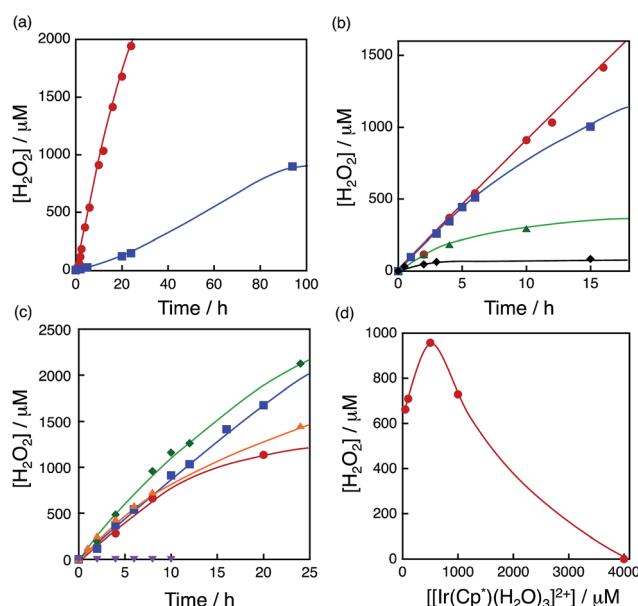 (a)
2000
1500
1000
500
0
[H₂O₂] / μM
0 20 40 60 80 100
Time / h
(b)
1500
1000
500
0
[H₂O₂] / μM
0 5 10 15
Time / h
(c)
2500
2000
1500
1000
500
0
[H₂O₂] / μM
0 5 10 15 20 25
Time / h
(d)
1000
800
600
400
200
0
[H₂O₂] / μM
0 1000 2000 3000 4000
[[Ir(Cp*)(H₂O)₃]²⁺] / μM